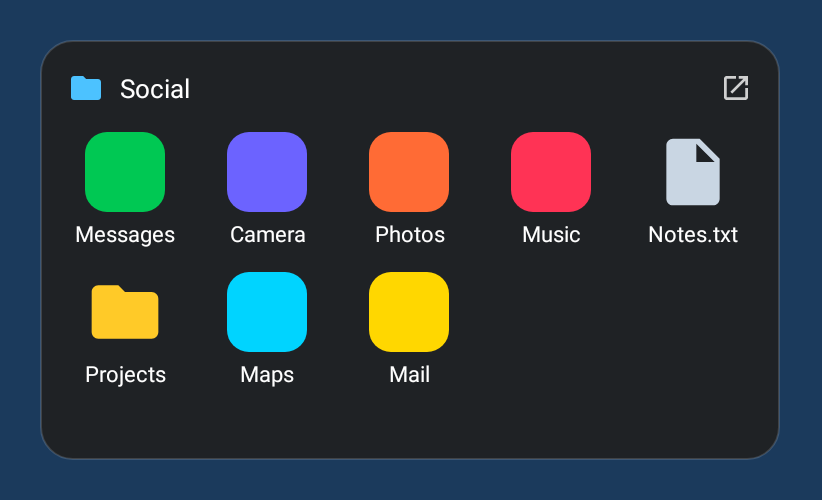 Social
Messages
Camera
Photos
Music
Notes.txt
Projects
Maps
Mail